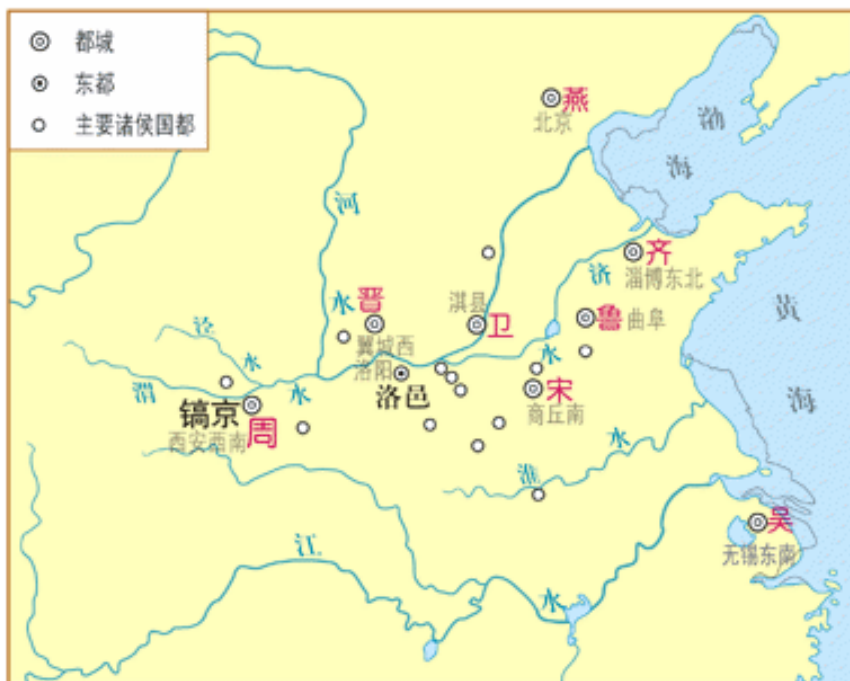 都城
东都
主要诸侯国都
燕
北京
渤海
河水
齐
淄博东北
济水
晋
翼城西
淇县
卫
鲁 曲阜
黄海
泾水
渭水
洛阳
洛邑
宋
商丘南
镐京
周
西安西南
淮水
江水
吴
无锡东南